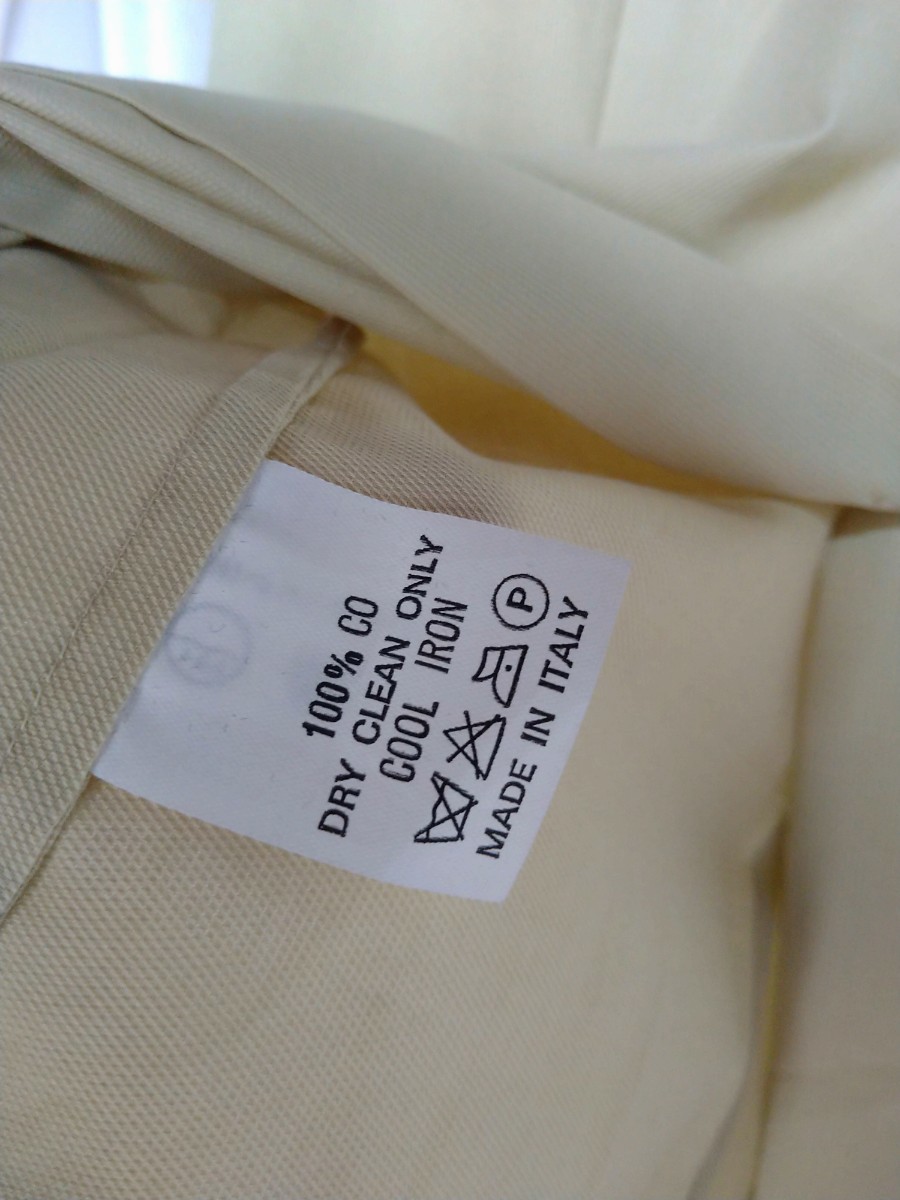 100% CO
DRY CLEAN ONLY
COOL IRON
P
MADE IN ITALY